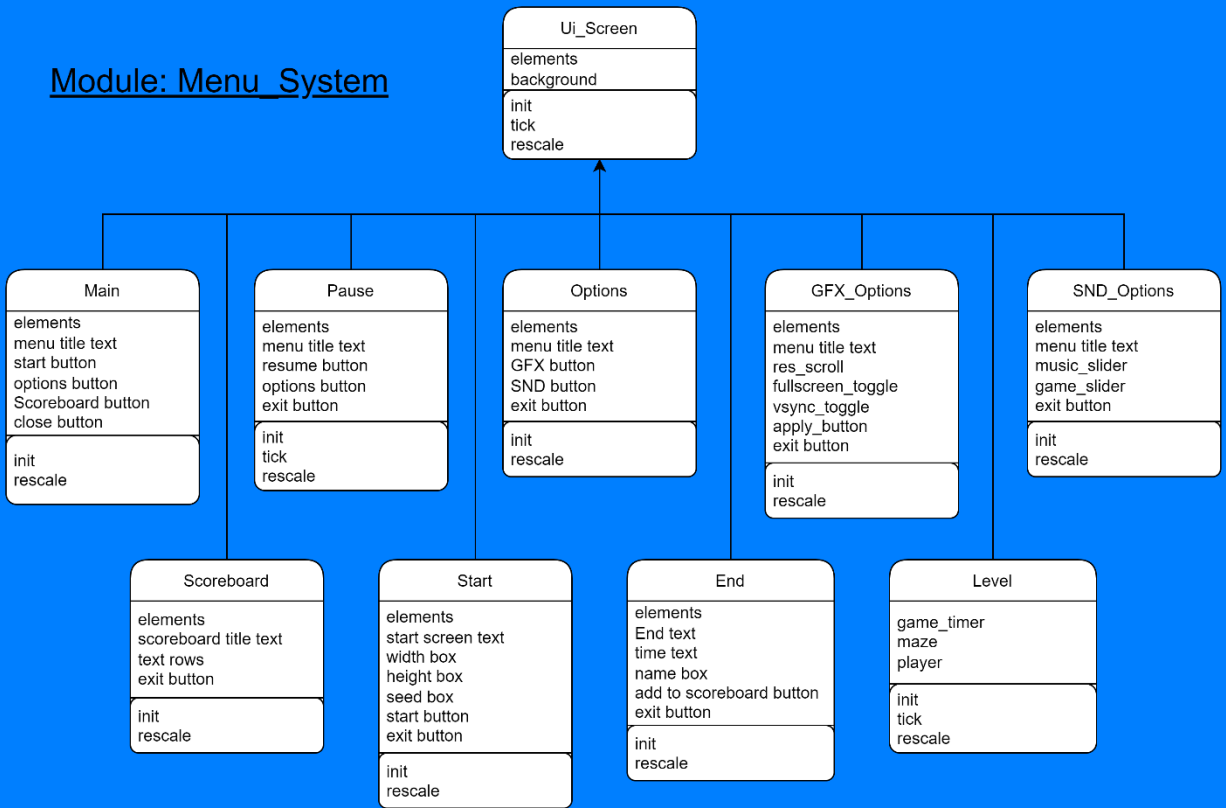 Module: Menu_System
Ui_Screen
elements
background
init
tick
rescale
Main
elements
menu title text
start button
options button
Scoreboard button
close button
init
rescale
Pause
elements
menu title text
resume button
options button
exit button
init
tick
rescale
Options
elements
menu title text
GFX button
SND button
exit button
init
rescale
GFX_Options
elements
menu title text
res_scroll
fullscreen_toggle
vsync_toggle
apply_button
exit button
init
rescale
SND_Options
elements
menu title text
music_slider
game_slider
exit button
init
rescale
Scoreboard
elements
scoreboard title text
text rows
exit button
init
rescale
Start
elements
start screen text
width box
height box
seed box
start button
exit button
init
rescale
End
elements
End text
time text
name box
add to scoreboard button
exit button
init
rescale
Level
game_timer
maze
player
init
tick
rescale